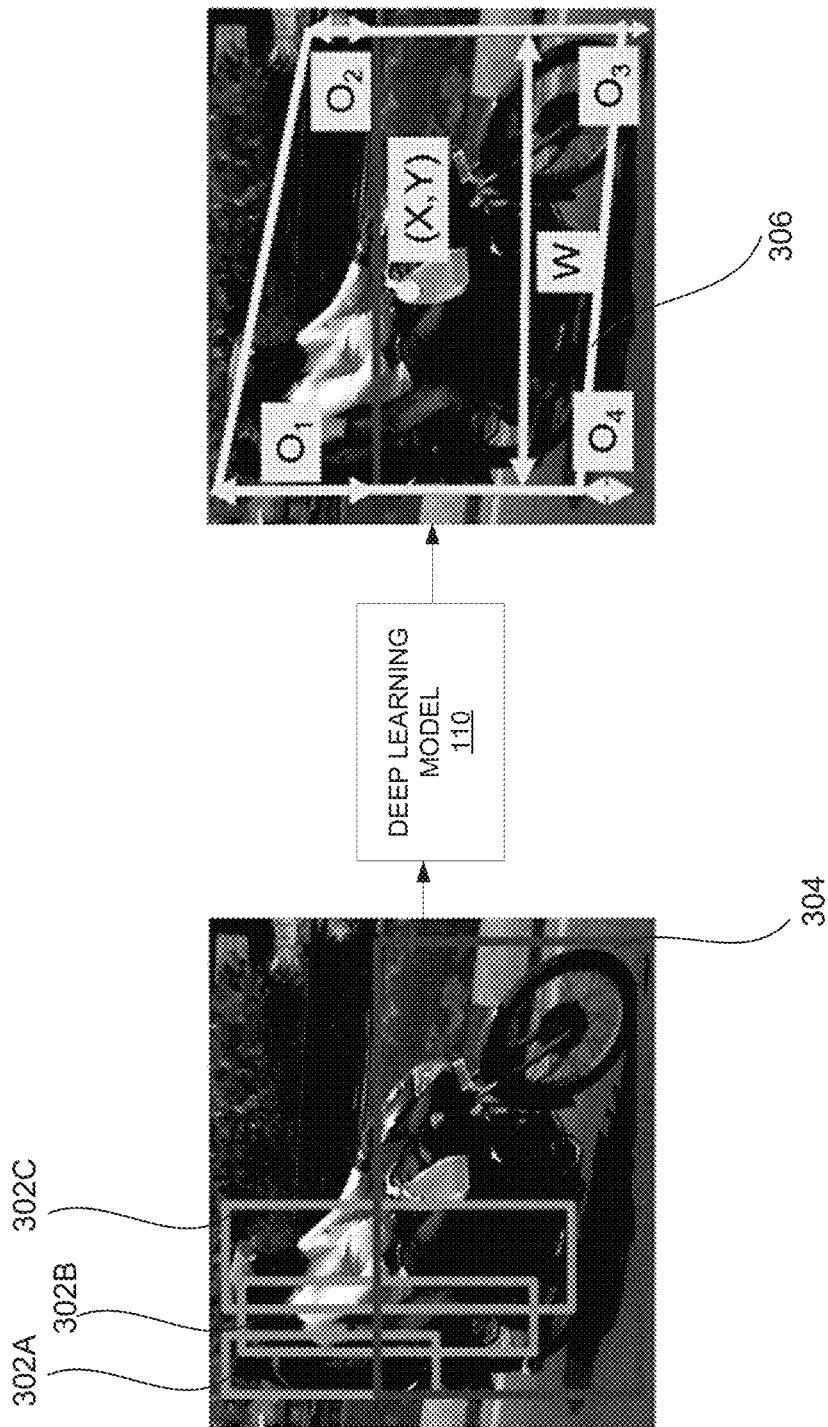 302A
302B
302C
304
DEEP LEARNING
MODEL
110
O₁
O₂
(X,Y)
W
O₄
O₃
306